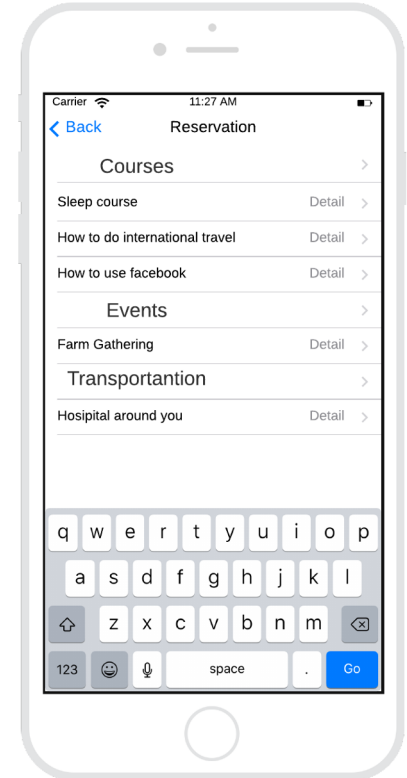 Carrier 11:27 AM
Back Reservation
Courses
Sleep course Detail
How to do international travel Detail
How to use facebook Detail
Events
Farm Gathering Detail
Transportantion
Hosipital around you Detail
q w e r t y u i o p
a s d f g h j k l
z x c v b n m
123 space . Go